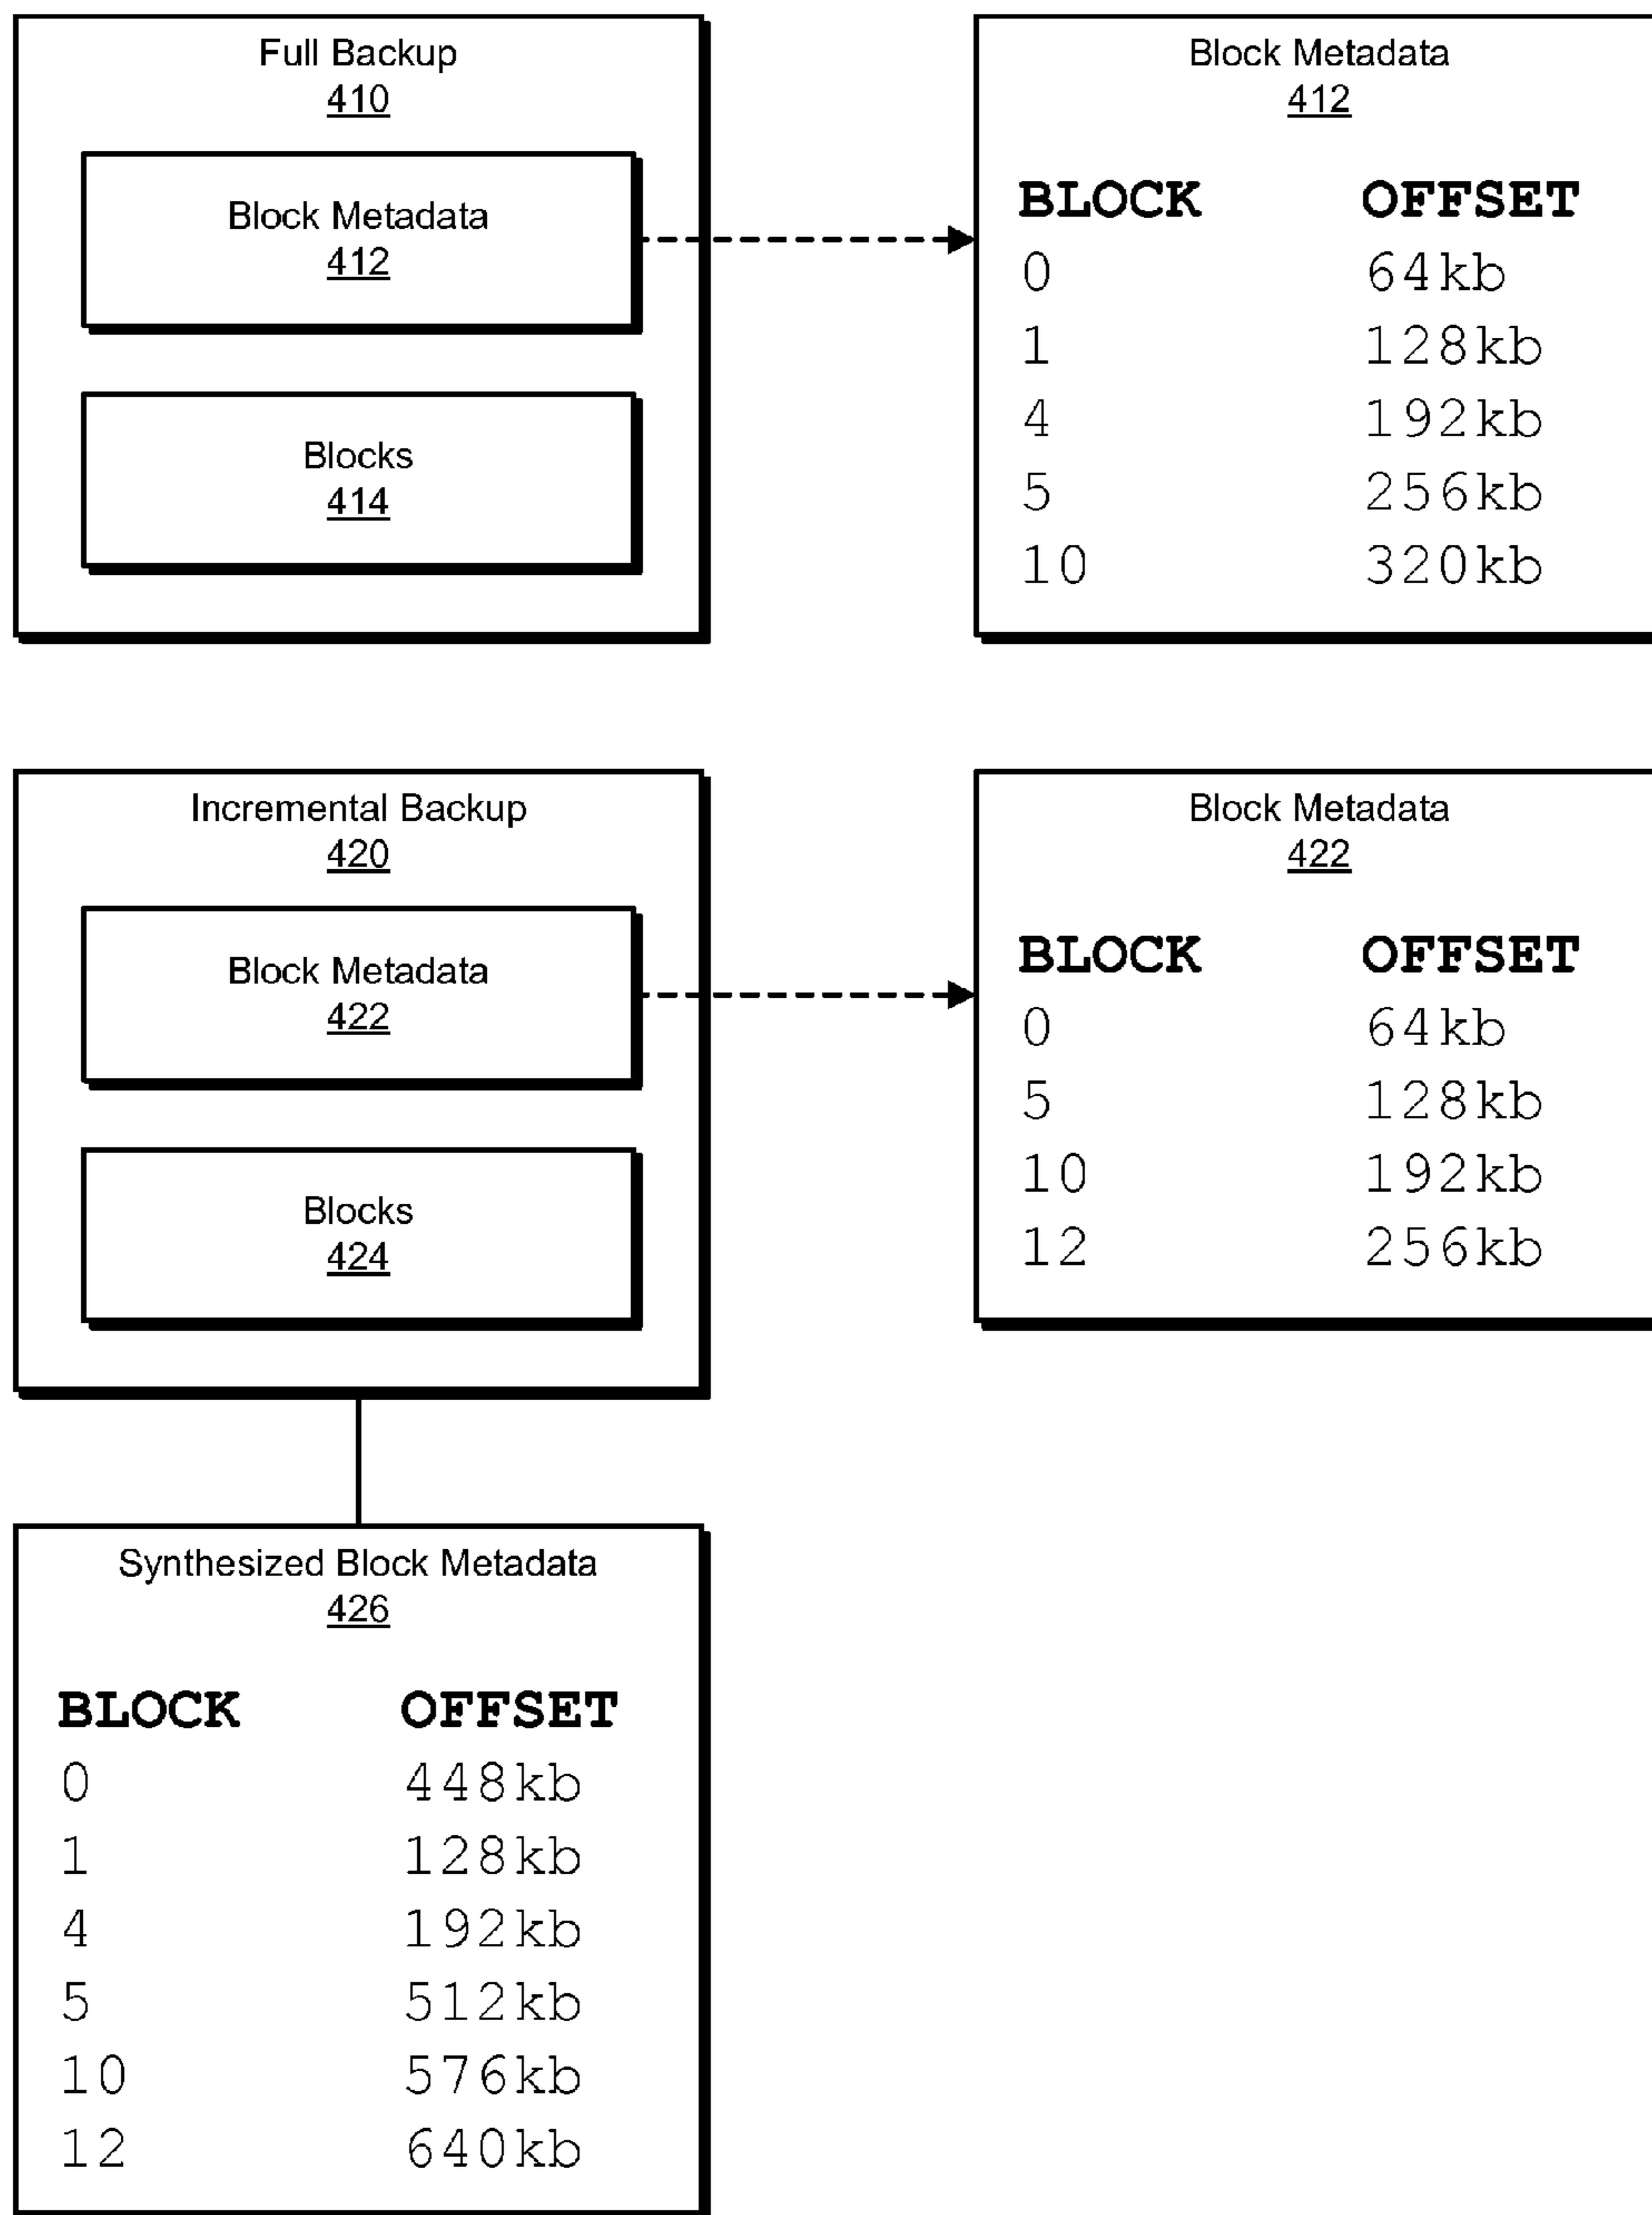 Full Backup
410
Block Metadata
412
Blocks
414
Block Metadata
412
BLOCK OFFSET
0 64kb
1 128kb
4 192kb
5 256kb
10 320kb
Incremental Backup
420
Block Metadata
422
Blocks
424
Block Metadata
422
BLOCK OFFSET
0 64kb
5 128kb
10 192kb
12 256kb
Synthesized Block Metadata
426
BLOCK OFFSET
0 448kb
1 128kb
4 192kb
5 512kb
10 576kb
12 640kb